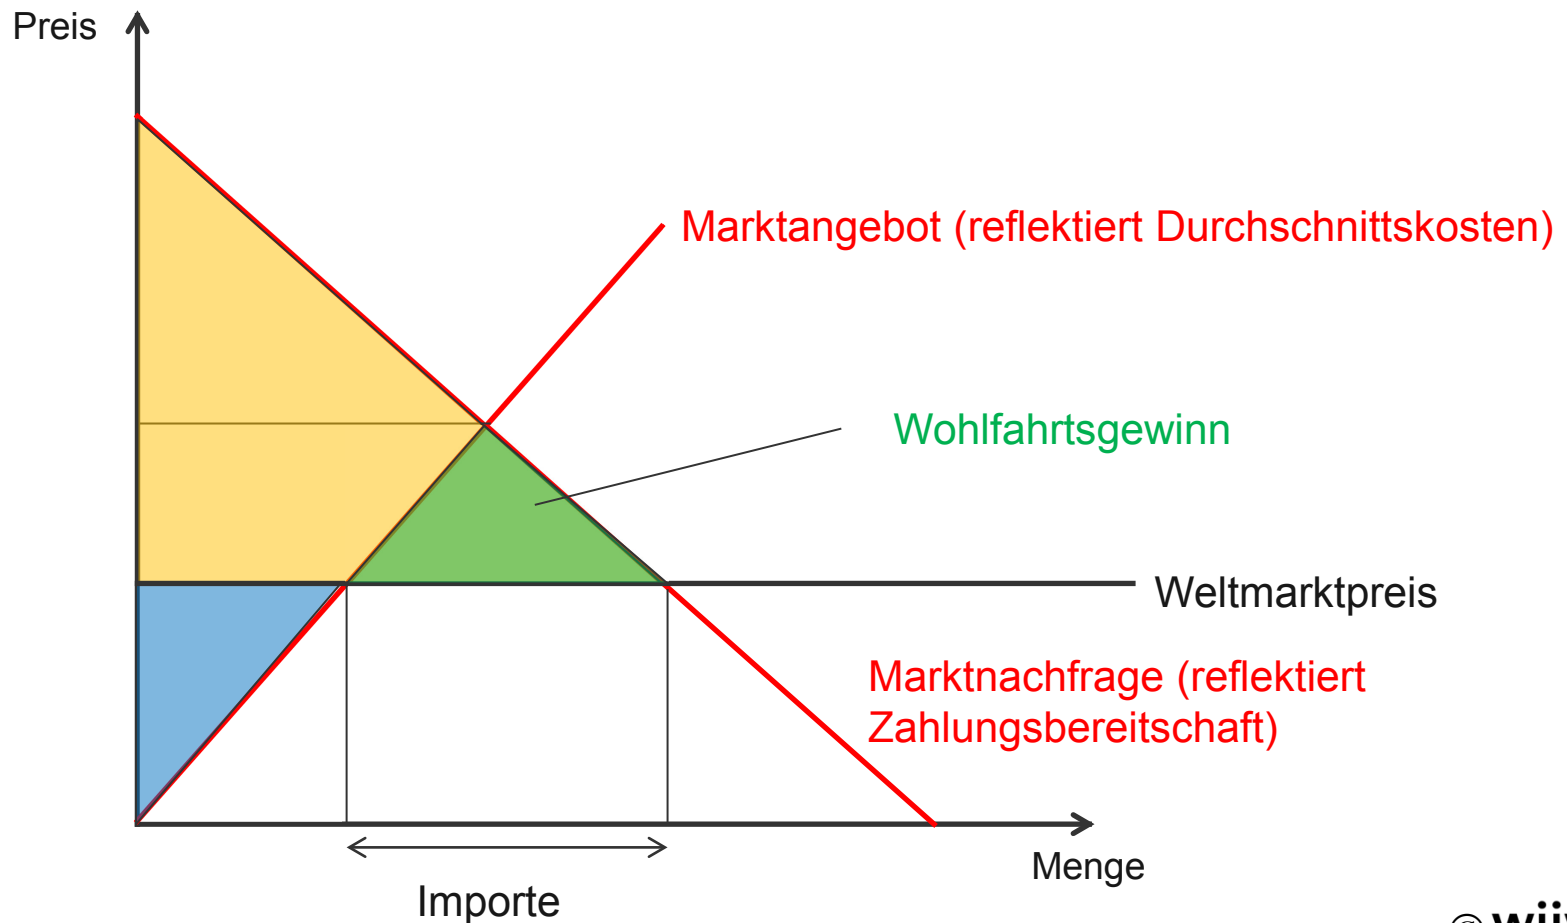 Preis
Marktangebot (reflektiert Durchschnittskosten)
Wohlfahrtsgewinn
Weltmarktpreis
Marktnachfrage (reflektiert
Zahlungsbereitschaft)
Menge
Importe